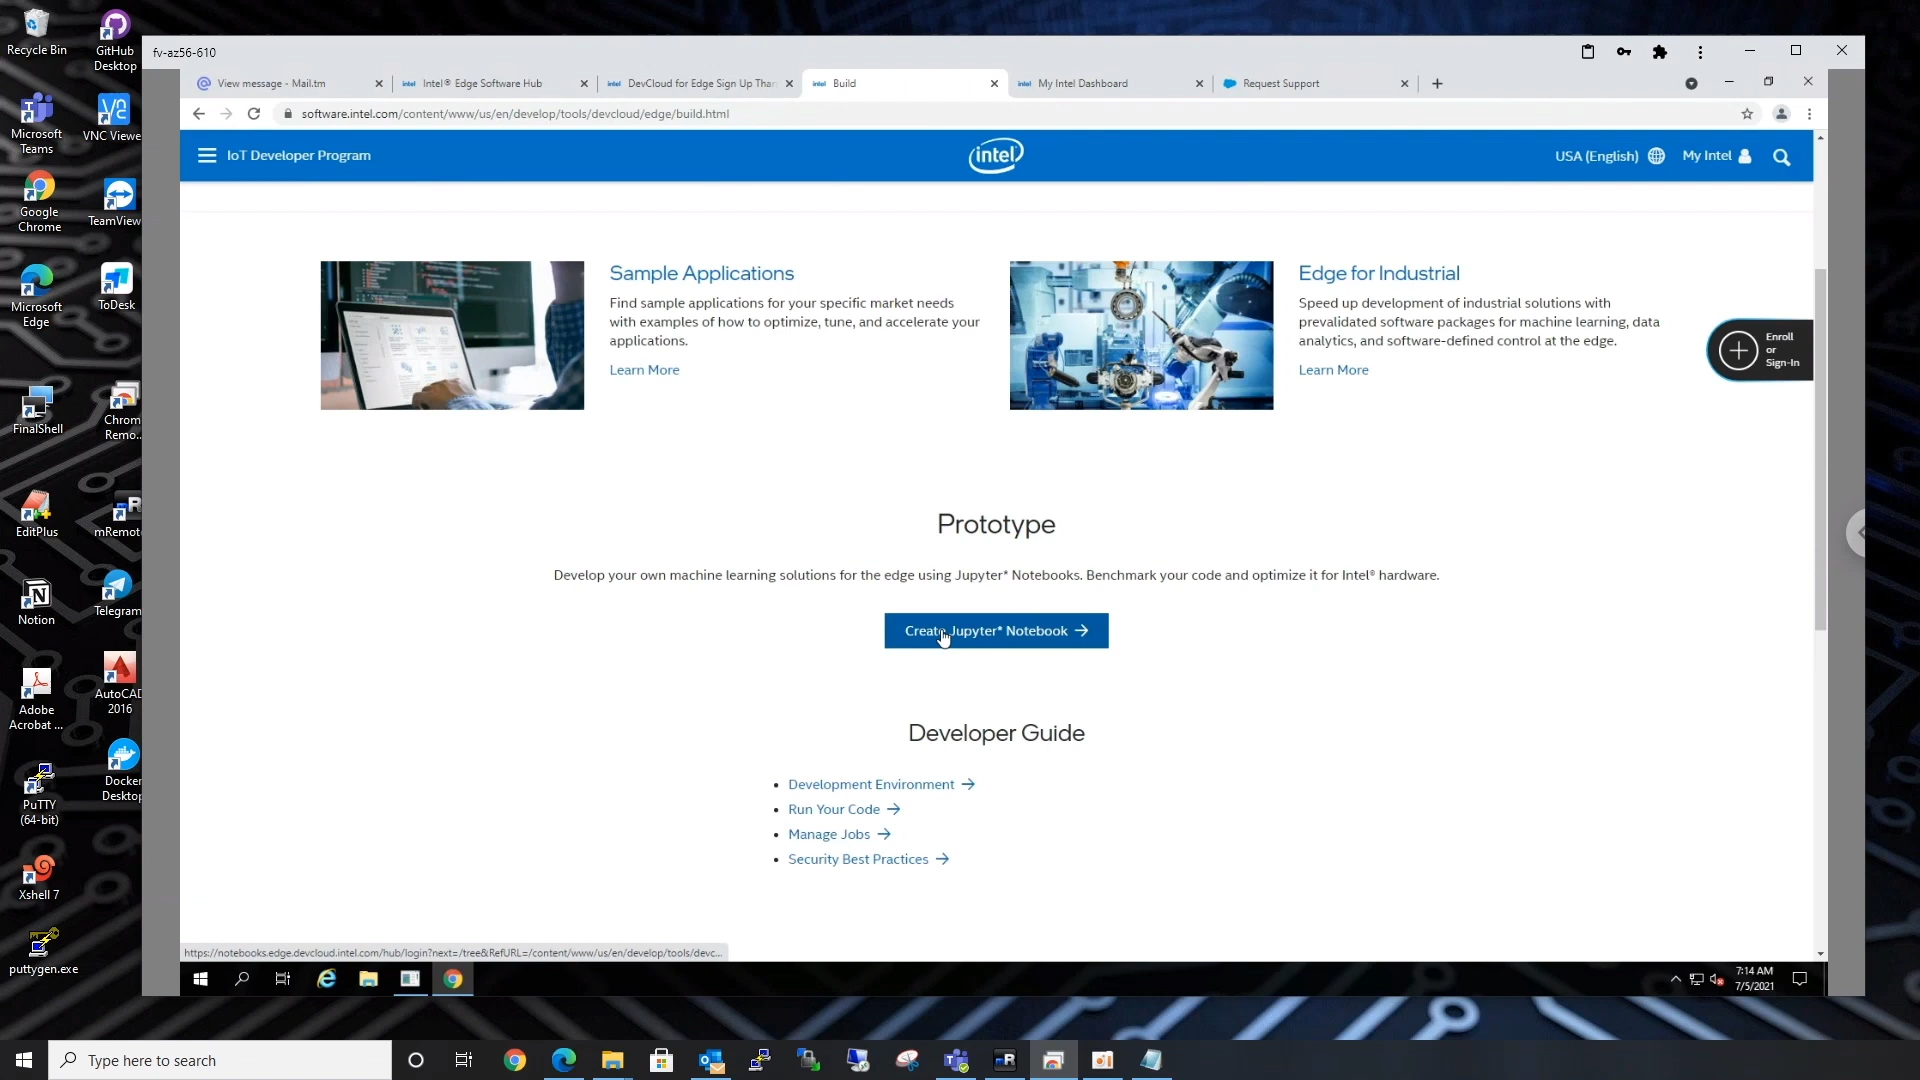 Recycle Bin
GitHub
Desktop
Microsoft
Teams
VNC Viewe
Google
Chrome
TeamView
Microsoft
Edge
ToDesk
FinalShell
Chrom
Remo..
EditPlus
mRemot
Notion
Telegram
Adobe
Acrobat ...
AutoCAD
2016
PuTTY
(64-bit)
Docker
Desktop
Xshell 7
puttygen.exe
fv-az56-610
View message - Mail.tm
intel Intel® Edge Software Hub
intel DevCloud for Edge Sign Up Than
intel Build
intel My Intel Dashboard
Request Support
software.intel.com/content/www/us/en/develop/tools/devcloud/edge/build.html
IoT Developer Program
intel
USA (English)
My Intel
Sample Applications
Find sample applications for your specific market needs
with examples of how to optimize, tune, and accelerate your
applications.
Learn More
Edge for Industrial
Speed up development of industrial solutions with
prevalidated software packages for machine learning, data
analytics, and software-defined control at the edge.
Learn More
Enroll
or
Sign-In
Prototype
Develop your own machine learning solutions for the edge using Jupyter* Notebooks. Benchmark your code and optimize it for Intel® hardware.
Create Jupyter* Notebook →
Developer Guide
• Development Environment →
• Run Your Code →
• Manage Jobs →
• Security Best Practices →
https://notebooks.edge.devcloud.intel.com/hub/login?next=/tree&RefURL=/content/www/us/en/develop/tools/devc...
7:14 AM
7/5/2021
Type here to search